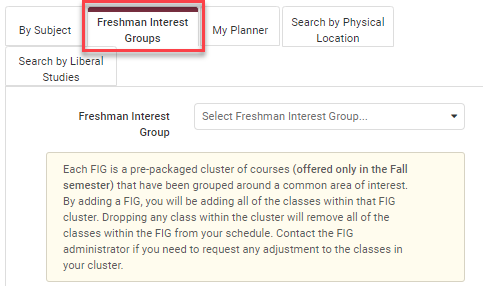 By Subject
Freshman Interest
Groups
My Planner
Search by Physical
Location
Search by Liberal
Studies
Freshman Interest
Group
Select Freshman Interest Group...
Each FIG is a pre-packaged cluster of courses (offered only in the Fall
semester) that have been grouped around a common area of interest.
By adding a FIG, you will be adding all of the classes within that FIG
cluster. Dropping any class within the cluster will remove all of the
classes within the FIG from your schedule. Contact the FIG
administrator if you need to request any adjustment to the classes in
your cluster.